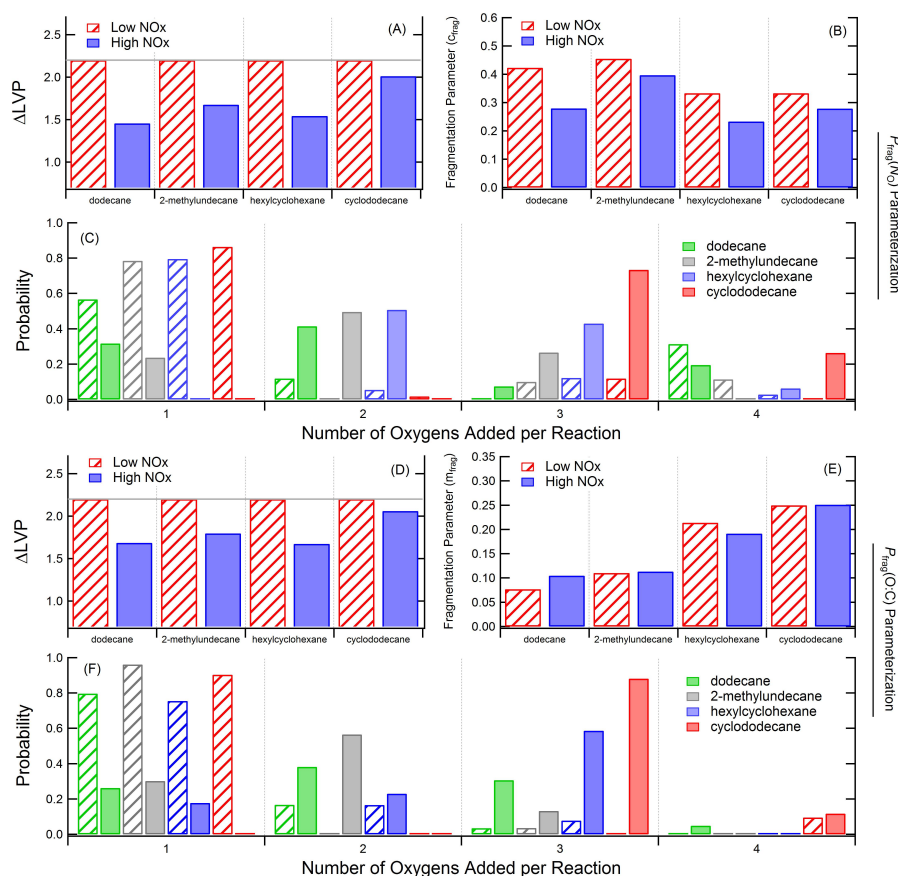 (A)
Low NOx
High NOx
2.5
2.0
1.5
1.0
ΔLVP
dodecane 2-methylundecane hexylcyclohexane cyclododecane
(B)
Low NOx
High NOx
0.6
0.5
0.4
0.3
0.2
0.1
0.0
Fragmentation Parameter (cfrag)
dodecane 2-methylundecane hexylcyclohexane cyclododecane
Pfrag(NO) Parameterization
(C)
1.0
0.8
0.6
0.4
0.2
0.0
Probability
dodecane
2-methylundecane
hexylcyclohexane
cyclododecane
1 2 3 4
Number of Oxygens Added per Reaction
(D)
Low NOx
High NOx
2.5
2.0
1.5
1.0
ΔLVP
dodecane 2-methylundecane hexylcyclohexane cyclododecane
(E)
Low NOx
High NOx
0.35
0.30
0.25
0.20
0.15
0.10
0.05
0.00
Fragmentation Parameter (mfrag)
dodecane 2-methylundecane hexylcyclohexane cyclododecane
Pfrag(O:C) Parameterization
(F)
0.8
0.6
0.4
0.2
0.0
Probability
dodecane
2-methylundecane
hexylcyclohexane
cyclododecane
1 2 3 4
Number of Oxygens Added per Reaction